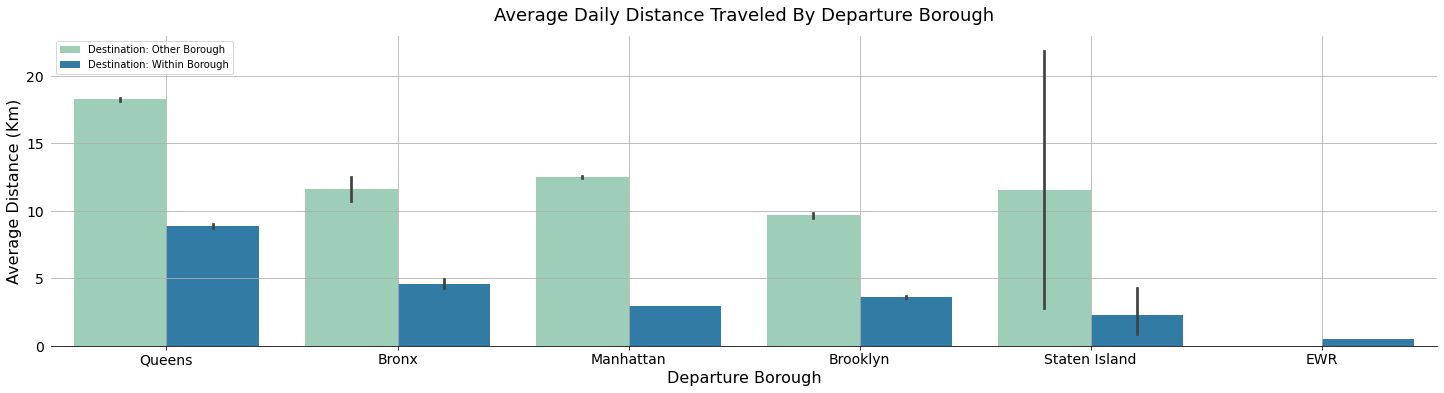 Average Daily Distance Traveled By Departure Borough
Destination: Other Borough
Destination: Within Borough
Average Distance (Km)
20
15
10
5
0
Queens
Bronx
Manhattan
Brooklyn
Staten Island
EWR
Departure Borough